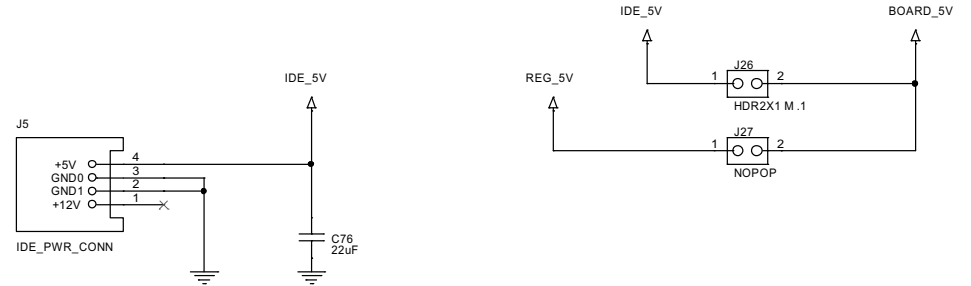 IDE_5V
BOARD_5V
J26
1
2
HDR2X1 M .1
REG_5V
J27
1
2
NOPOP
IDE_5V
J5
+5V
4
GND0
3
GND1
2
+12V
1
IDE_PWR_CONN
C76
22uF